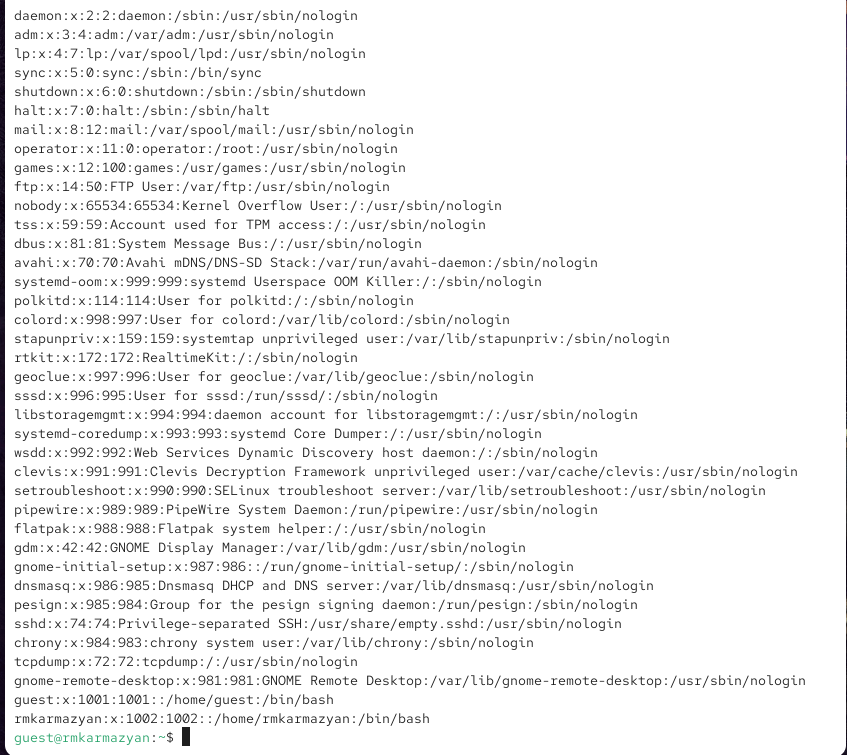 daemon:x:2:2:daemon:/sbin:/usr/sbin/nologin
adm:x:3:4:adm:/var/adm:/usr/sbin/nologin
lp:x:4:7:lp:/var/spool/lpd:/usr/sbin/nologin
sync:x:5:0:sync:/sbin:/bin/sync
shutdown:x:6:0:shutdown:/sbin:/sbin/shutdown
halt:x:7:0:halt:/sbin:/sbin/halt
mail:x:8:12:mail:/var/spool/mail:/usr/sbin/nologin
operator:x:11:0:operator:/root:/usr/sbin/nologin
games:x:12:100:games:/usr/games:/usr/sbin/nologin
ftp:x:14:50:FTP User:/var/ftp:/usr/sbin/nologin
nobody:x:65534:65534:Kernel Overflow User:/:/usr/sbin/nologin
tss:x:59:59:Account used for TPM access:/:/usr/sbin/nologin
dbus:x:81:81:System Message Bus:/:/usr/sbin/nologin
avahi:x:70:70:Avahi mDNS/DNS-SD Stack:/var/run/avahi-daemon:/sbin/nologin
systemd-oom:x:999:999:systemd Userspace OOM Killer:/:/usr/sbin/nologin
polkitd:x:114:114:User for polkitd:/:/sbin/nologin
colord:x:998:997:User for colord:/var/lib/colord:/sbin/nologin
stapunpriv:x:159:159:systemtap unprivileged user:/var/lib/stapunpriv:/sbin/nologin
rtkit:x:172:172:RealtimeKit:/:/sbin/nologin
geoclue:x:997:996:User for geoclue:/var/lib/geoclue:/sbin/nologin
sssd:x:996:995:User for sssd:/run/sssd/:/sbin/nologin
libstoragemgmt:x:994:994:daemon account for libstoragemgmt:/:/usr/sbin/nologin
systemd-coredump:x:993:993:systemd Core Dumper:/:/usr/sbin/nologin
wsdd:x:992:992:Web Services Dynamic Discovery host daemon:/:/sbin/nologin
clevis:x:991:991:Clevis Decryption Framework unprivileged user:/var/cache/clevis:/usr/sbin/nologin
setroubleshoot:x:990:990:SELinux troubleshoot server:/var/lib/setroubleshoot:/usr/sbin/nologin
pipewire:x:989:989:PipeWire System Daemon:/run/pipewire:/usr/sbin/nologin
flatpak:x:988:988:Flatpak system helper:/:/usr/sbin/nologin
gdm:x:42:42:GNOME Display Manager:/var/lib/gdm:/usr/sbin/nologin
gnome-initial-setup:x:987:986::/run/gnome-initial-setup/:/sbin/nologin
dnsmasq:x:986:985:Dnsmasq DHCP and DNS server:/var/lib/dnsmasq:/usr/sbin/nologin
pesign:x:985:984:Group for the pesign signing daemon:/run/pesign:/sbin/nologin
sshd:x:74:74:Privilege-separated SSH:/usr/share/empty.sshd:/usr/sbin/nologin
chrony:x:984:983:chrony system user:/var/lib/chrony:/sbin/nologin
tcpdump:x:72:72:tcpdump:/:/usr/sbin/nologin
gnome-remote-desktop:x:981:981:GNOME Remote Desktop:/var/lib/gnome-remote-desktop:/usr/sbin/nologin
guest:x:1001:1001::/home/guest:/bin/bash
rmkarmazyan:x:1002:1002::/home/rmkarmazyan:/bin/bash
guest@rmkarmazyan:~$